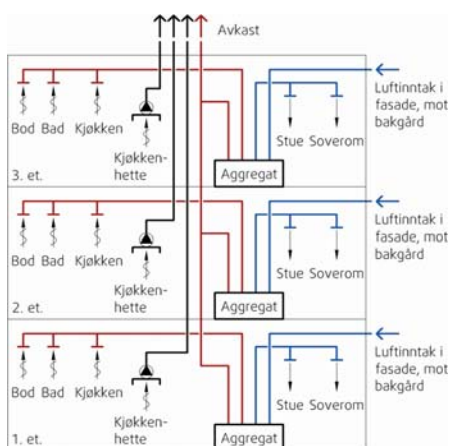 Avkast
Luftinntak i
fasade, mot
bakgård
Bod Bad Kjøkken
Kjøkken-
hette
Stue Soverom
3. et.
Aggregat
Luftinntak i
fasade, mot
bakgård
Bod Bad Kjøkken
Kjøkken-
hette
Stue Soverom
2. et.
Aggregat
Luftinntak i
fasade, mot
bakgård
Bod Bad Kjøkken
Kjøkken-
hette
Stue Soverom
1. et.
Aggregat